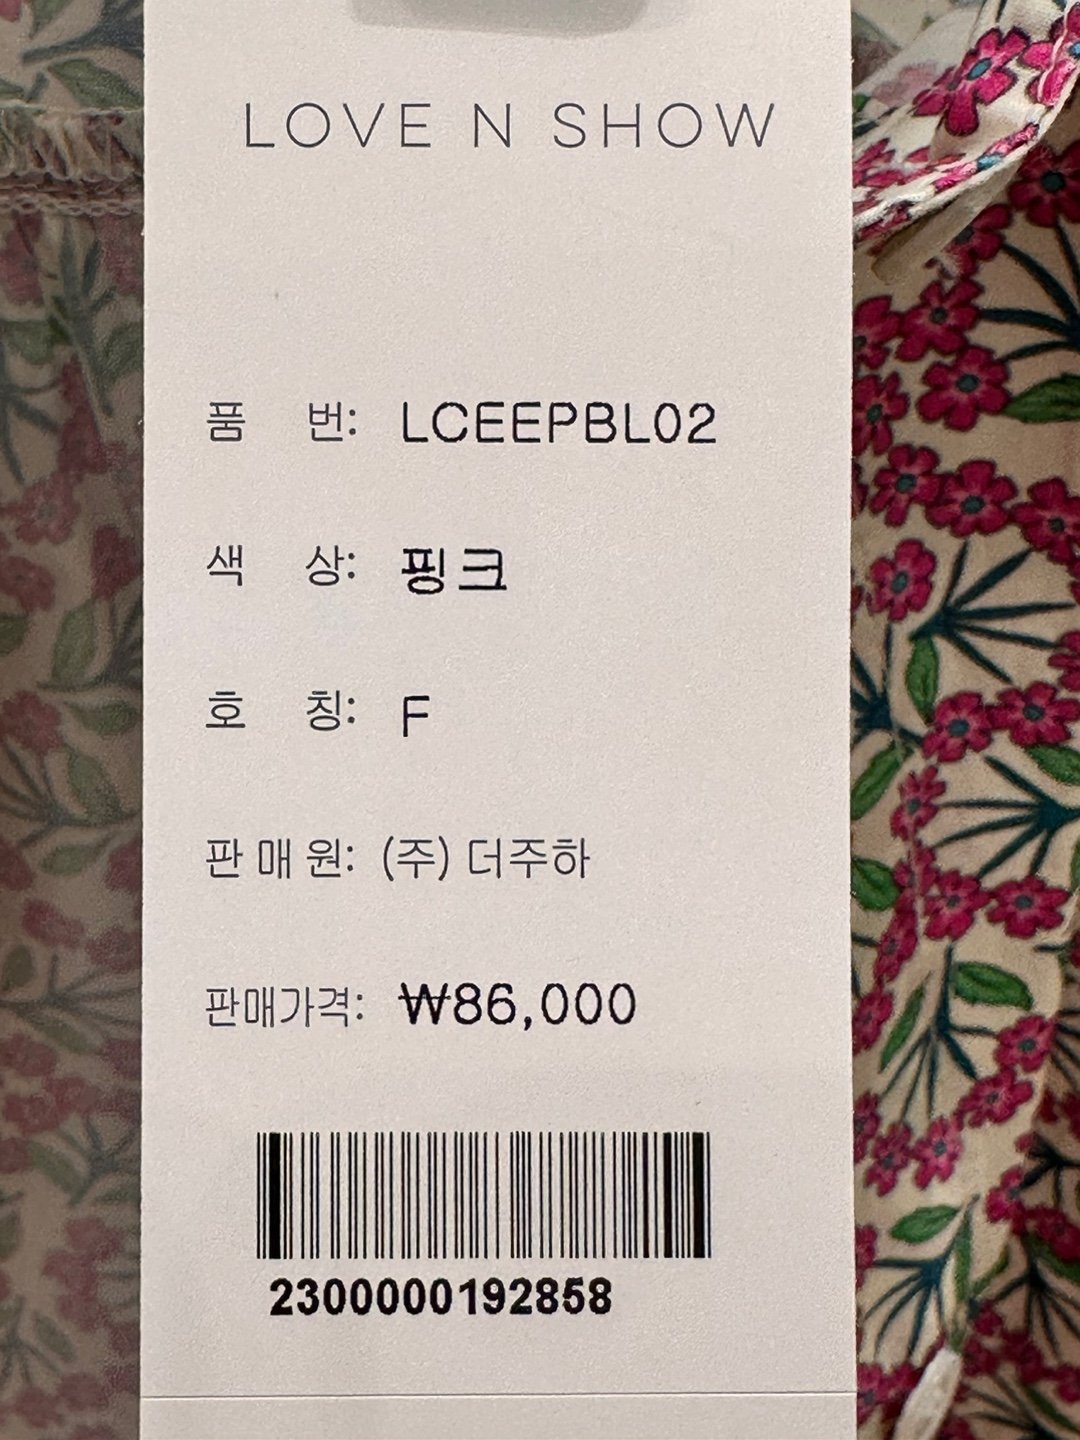 LOVE N SHOW
품 번: LCEEPBL02
색 상: 핑크
호 칭: F
판 매 원: (주) 더주하
판매가격: ₩86,000
2300000192858